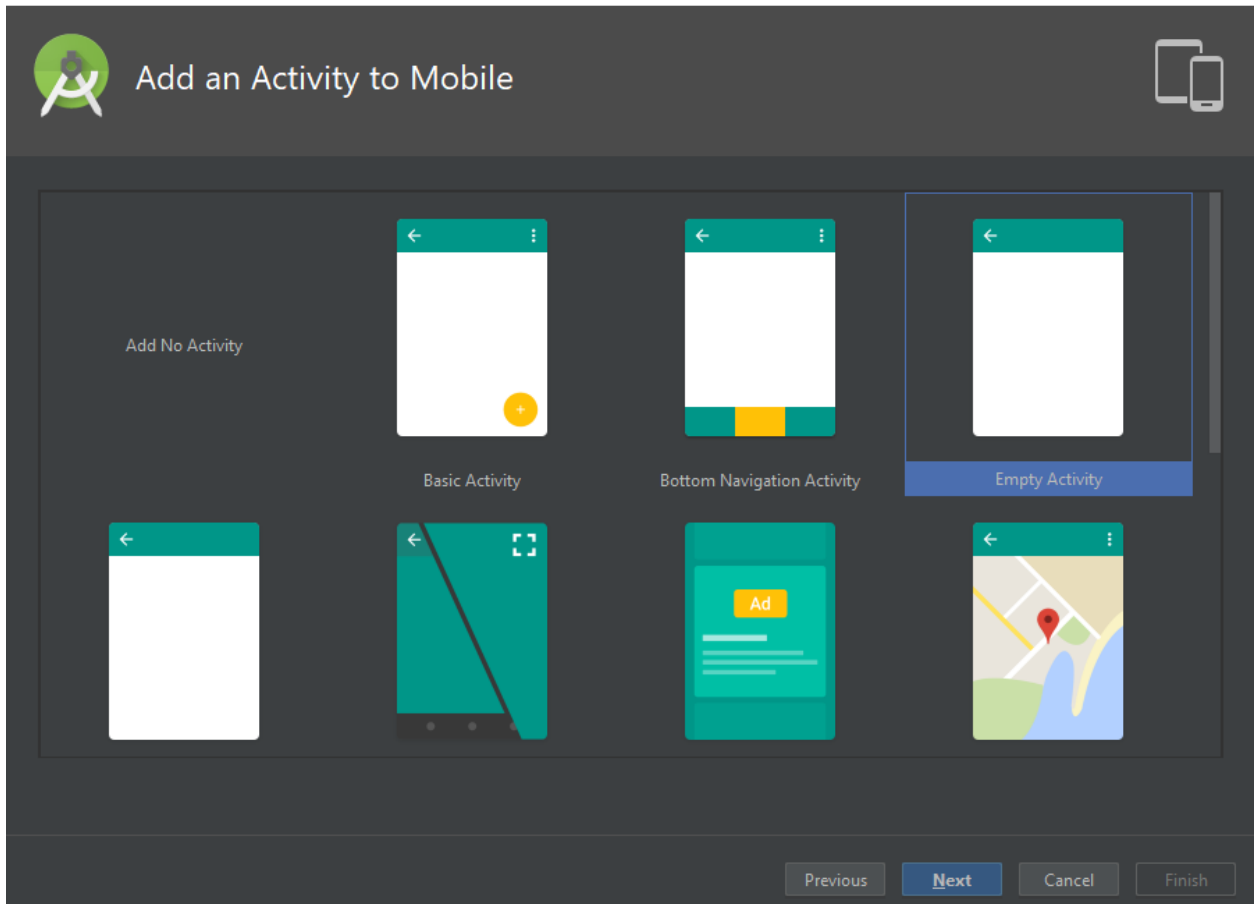 Add an Activity to Mobile
Add No Activity
Basic Activity
Bottom Navigation Activity
Empty Activity
Ad
Previous
Next
Cancel
Finish